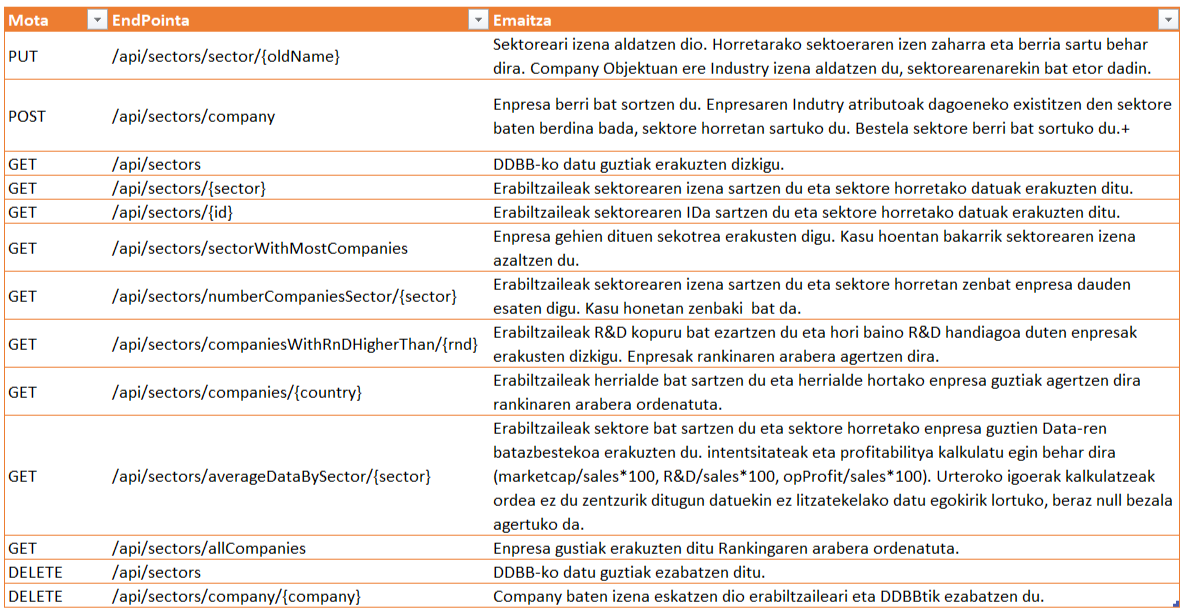 Mota EndPointa Emaitza
PUT /api/sectors/sector/{oldName} Sektoreari izena aldatzen dio. Horretarako sektoeraren izen zaharra eta berria sartu behar
dira. Company Objektuan ere Industry izena aldatzen du, sektorearenarekin bat etor dadin.
POST /api/sectors/company Enpresa berri bat sortzen du. Enpresaren Indutry atributoak dagoeneko existitzen den sektore
baten berdina bada, sektore horretan sartuko du. Bestela sektore berri bat sortuko du.+
GET /api/sectors DDBB-ko datu guztiak erakuzten dizkigu.
GET /api/sectors/{sector} Erabiltzaileak sektorearen izena sartzen du eta sektore horretako datuak erakuzten ditu.
GET /api/sectors/{id} Erabiltzaileak sektorearen IDa sartzen du eta sektore horretako datuak erakuzten ditu.
GET /api/sectors/sectorWithMostCompanies Enpresa gehien dituen sekotrea erakusten digu. Kasu hoentan bakarrik sektorearen izena
azaltzen du.
GET /api/sectors/numberCompaniesSector/{sector} Erabiltzaileak sektorearen izena sartzen du eta sektore horretan zenbat enpresa dauden
esaten digu. Kasu honetan zenbaki bat da.
GET /api/sectors/companiesWithRnDHigherThan/{rnd} Erabiltzaileak R&D kopuru bat ezartzen du eta hori baino R&D handiagoa duten enpresak
erakusten dizkigu. Enpresak rankinaren arabera agertzen dira.
GET /api/sectors/companies/{country} Erabiltzaileak herrialde bat sartzen du eta herrialde hortako enpresa guztiak agertzen dira
rankinaren arabera ordenatuta.
GET /api/sectors/averageDataBySector/{sector} Erabiltzaileak sektore bat sartzen du eta sektore horretako enpresa guztien Data-ren
batazbestekoa erakuzten du. intentsitateak eta profitabilitya kalkulatu egin behar dira
(marketcap/sales*100, R&D/sales*100, opProfit/sales*100). Urteroko igoerak kalkulatzeak
ordea ez du zentzurik ditugun datuekin ez litzatekelako datu egokirik lortuko, beraz null bezala
agertuko da.
GET /api/sectors/allCompanies Enpresa gustiak erakuzten ditu Rankingaren arabera ordenatuta.
DELETE /api/sectors DDBB-ko datu guztiak ezabatzen ditu.
DELETE /api/sectors/company/{company} Company baten izena eskatzen dio erabiltzaileari eta DDBBtik ezabatzen du.